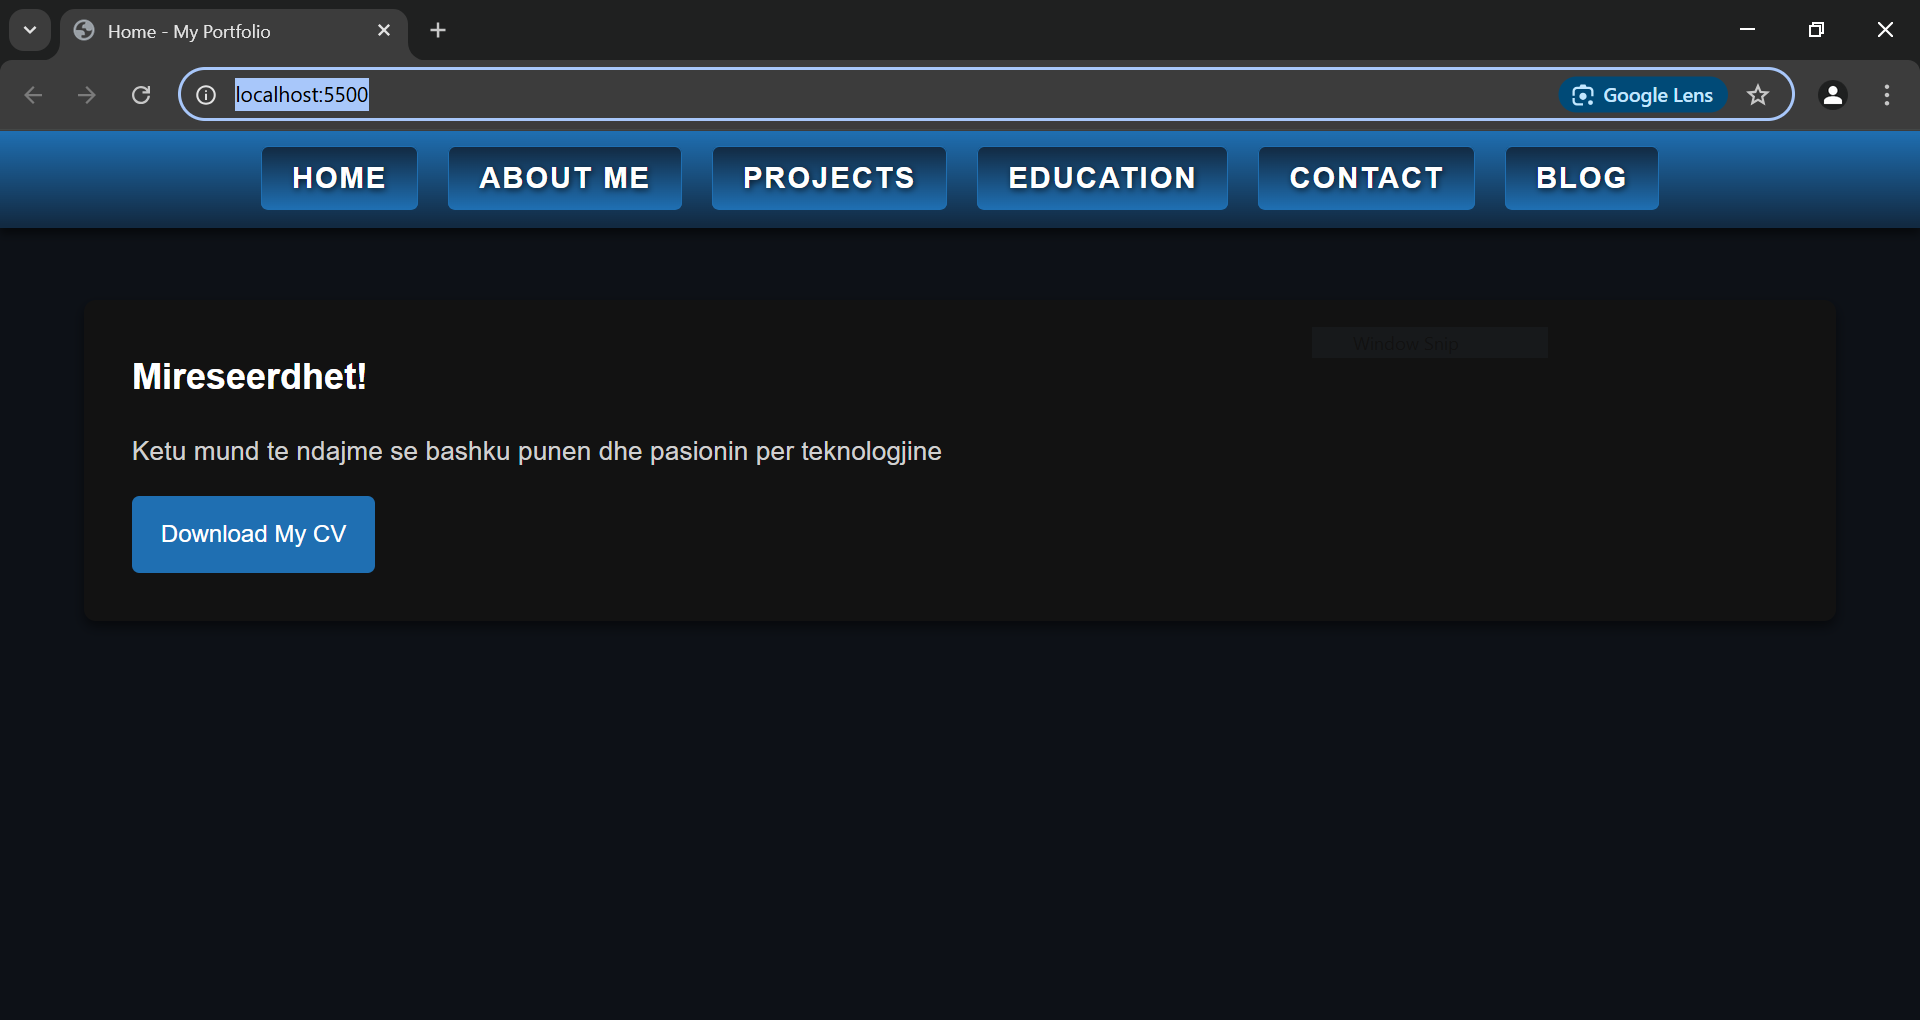 Home - My Portfolio
localhost:5500
Google Lens
HOME ABOUT ME PROJECTS EDUCATION CONTACT BLOG
Window Snip
Mireseerdhet!
Ketu mund te ndajme se bashku punen dhe pasionin per teknologjine
Download My CV